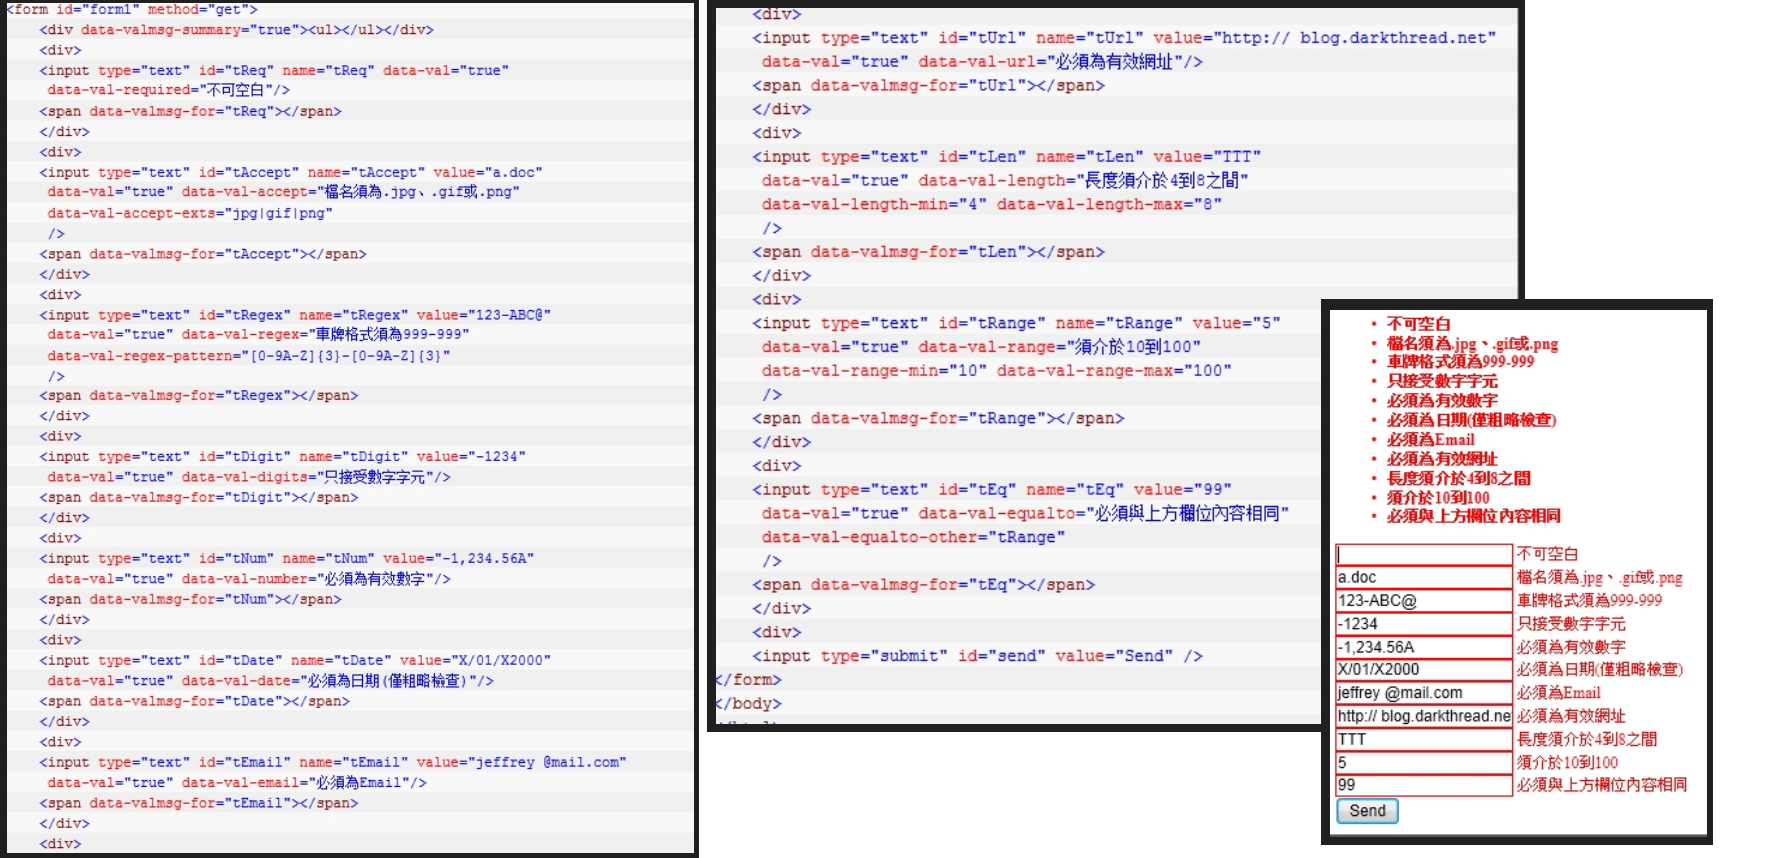 <form id="form1" method="get">
<div data-valmsg-summary="true"><ul></ul></div>
<div>
<input type="text" id="tReq" name="tReq" data-val="true"
data-val-required="不可空白"/>
<span data-valmsg-for="tReq"></span>
</div>
<div>
<input type="text" id="tAccept" name="tAccept" value="a.doc"
data-val="true" data-val-accept="檔名須為.jpg、.gif或.png"
data-val-accept-exts="jpg|gif|png"
/>
<span data-valmsg-for="tAccept"></span>
</div>
<div>
<input type="text" id="tRegex" name="tRegex" value="123-ABC@"
data-val="true" data-val-regex="車牌格式須為999-999"
data-val-regex-pattern="[0-9A-Z]{3}-[0-9A-Z]{3}"
/>
<span data-valmsg-for="tRegex"></span>
</div>
<div>
<input type="text" id="tDigit" name="tDigit" value="-1234"
data-val="true" data-val-digits="只接受數字字元"/>
<span data-valmsg-for="tDigit"></span>
</div>
<div>
<input type="text" id="tNum" name="tNum" value="-1,234.56A"
data-val="true" data-val-number="必須為有效數字"/>
<span data-valmsg-for="tNum"></span>
</div>
<div>
<input type="text" id="tDate" name="tDate" value="X/01/X2000"
data-val="true" data-val-date="必須為日期(僅粗略檢查)"/>
<span data-valmsg-for="tDate"></span>
</div>
<div>
<input type="text" id="tEmail" name="tEmail" value="jeffrey @mail.com"
data-val="true" data-val-email="必須為Email"/>
<span data-valmsg-for="tEmail"></span>
</div>
<div>
<div>
<input type="text" id="tUrl" name="tUrl" value="http:// blog.darkthread.net"
data-val="true" data-val-url="必須為有效網址"/>
<span data-valmsg-for="tUrl"></span>
</div>
<div>
<input type="text" id="tLen" name="tLen" value="TTT"
data-val="true" data-val-length="長度須介於4到8之間"
data-val-length-min="4" data-val-length-max="8"
/>
<span data-valmsg-for="tLen"></span>
</div>
<div>
<input type="text" id="tRange" name="tRange" value="5"
data-val="true" data-val-range="須介於10到100"
data-val-range-min="10" data-val-range-max="100"
/>
<span data-valmsg-for="tRange"></span>
</div>
<div>
<input type="text" id="tEq" name="tEq" value="99"
data-val="true" data-val-equalto="必須與上方欄位內容相同"
data-val-equalto-other="tRange"
/>
<span data-valmsg-for="tEq"></span>
</div>
<div>
<input type="submit" id="send" value="Send" />
</form>
</body>
• 不可空白
• 檔名須為.jpg、.gif或.png
• 車牌格式須為999-999
• 只接受數字字元
• 必須為有效數字
• 必須為日期(僅粗略檢查)
• 必須為Email
• 必須為有效網址
• 長度須介於4到8之間
• 須介於10到100
• 必須與上方欄位內容相同
不可空白
a.doc 檔名須為.jpg、.gif或.png
123-ABC@ 車牌格式須為999-999
-1234 只接受數字字元
-1,234.56A 必須為有效數字
X/01/X2000 必須為日期(僅粗略檢查)
jeffrey @mail.com 必須為Email
http:// blog.darkthread.ne 必須為有效網址
TTT 長度須介於4到8之間
5 須介於10到100
99 必須與上方欄位內容相同
Send